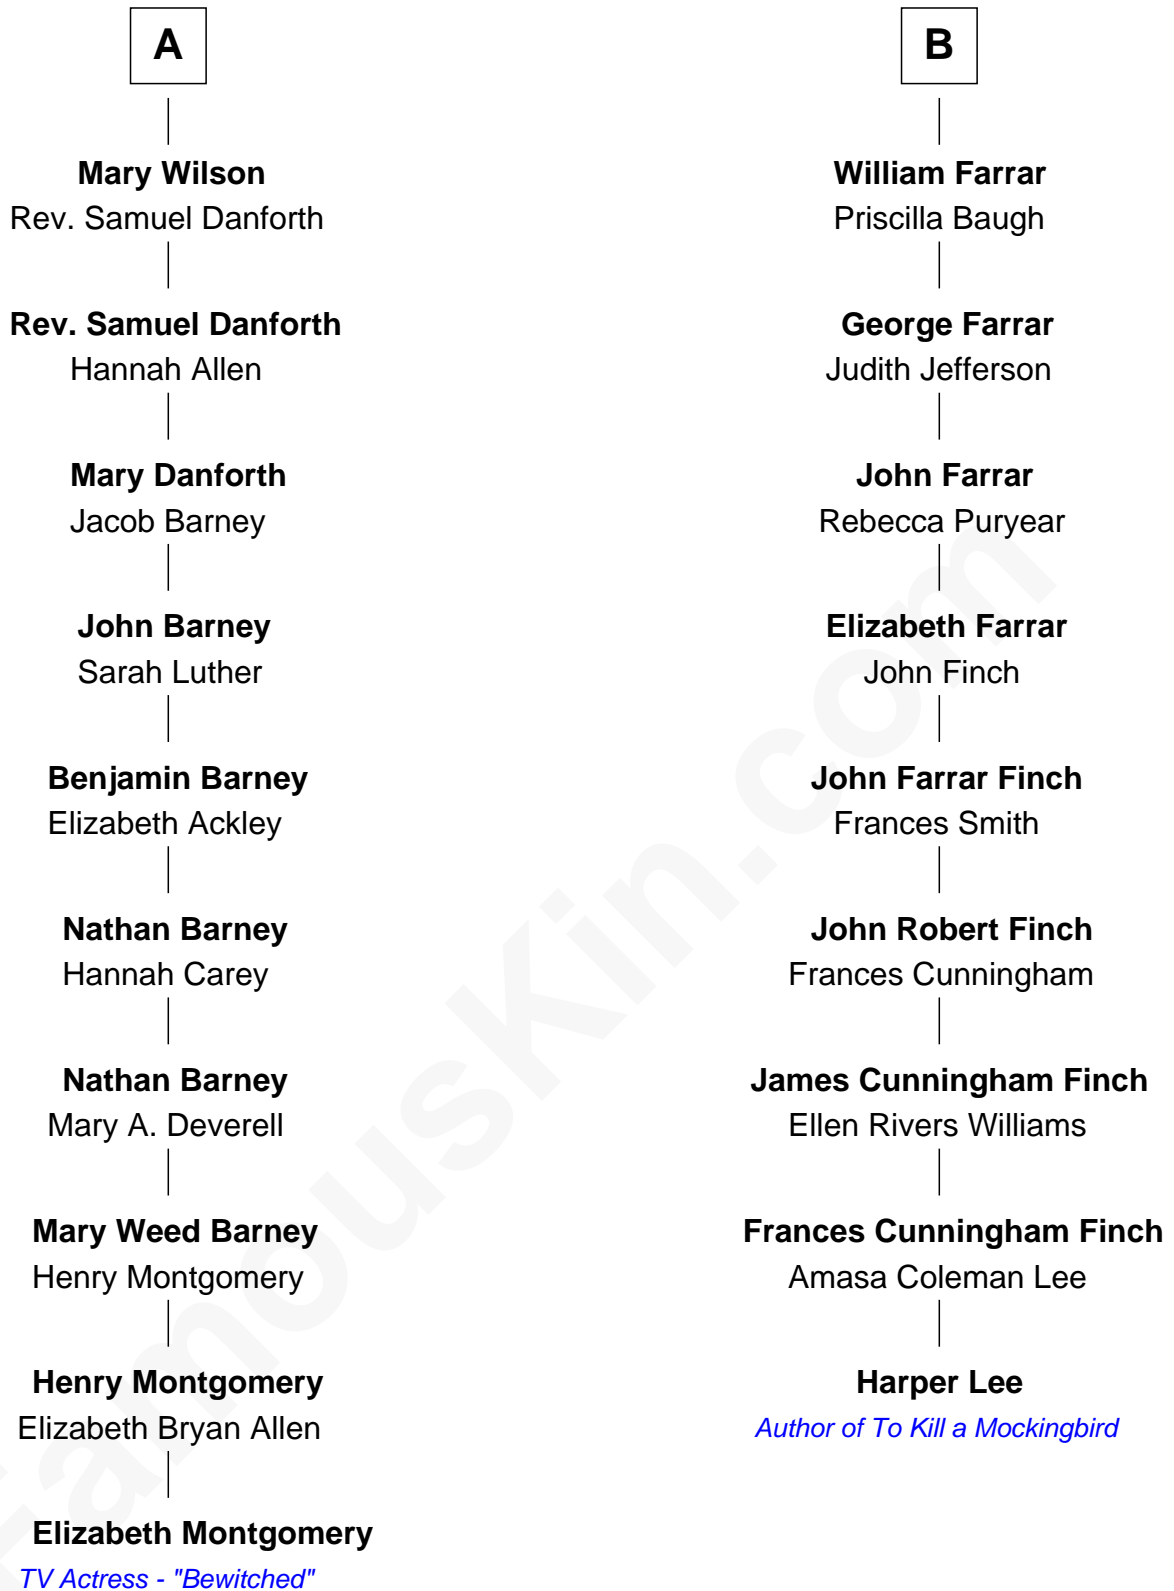 A
Mary Wilson
Rev. Samuel Danforth
Rev. Samuel Danforth
Hannah Allen
Mary Danforth
Jacob Barney
John Barney
Sarah Luther
Benjamin Barney
Elizabeth Ackley
Nathan Barney
Hannah Carey
Nathan Barney
Mary A. Deverell
Mary Weed Barney
Henry Montgomery
Henry Montgomery
Elizabeth Bryan Allen
Elizabeth Montgomery
TV Actress - "Bewitched"
B
William Farrar
Priscilla Baugh
George Farrar
Judith Jefferson
John Farrar
Rebecca Puryear
Elizabeth Farrar
John Finch
John Farrar Finch
Frances Smith
John Robert Finch
Frances Cunningham
James Cunningham Finch
Ellen Rivers Williams
Frances Cunningham Finch
Amasa Coleman Lee
Harper Lee
Author of To Kill a Mockingbird
FamousKin.com